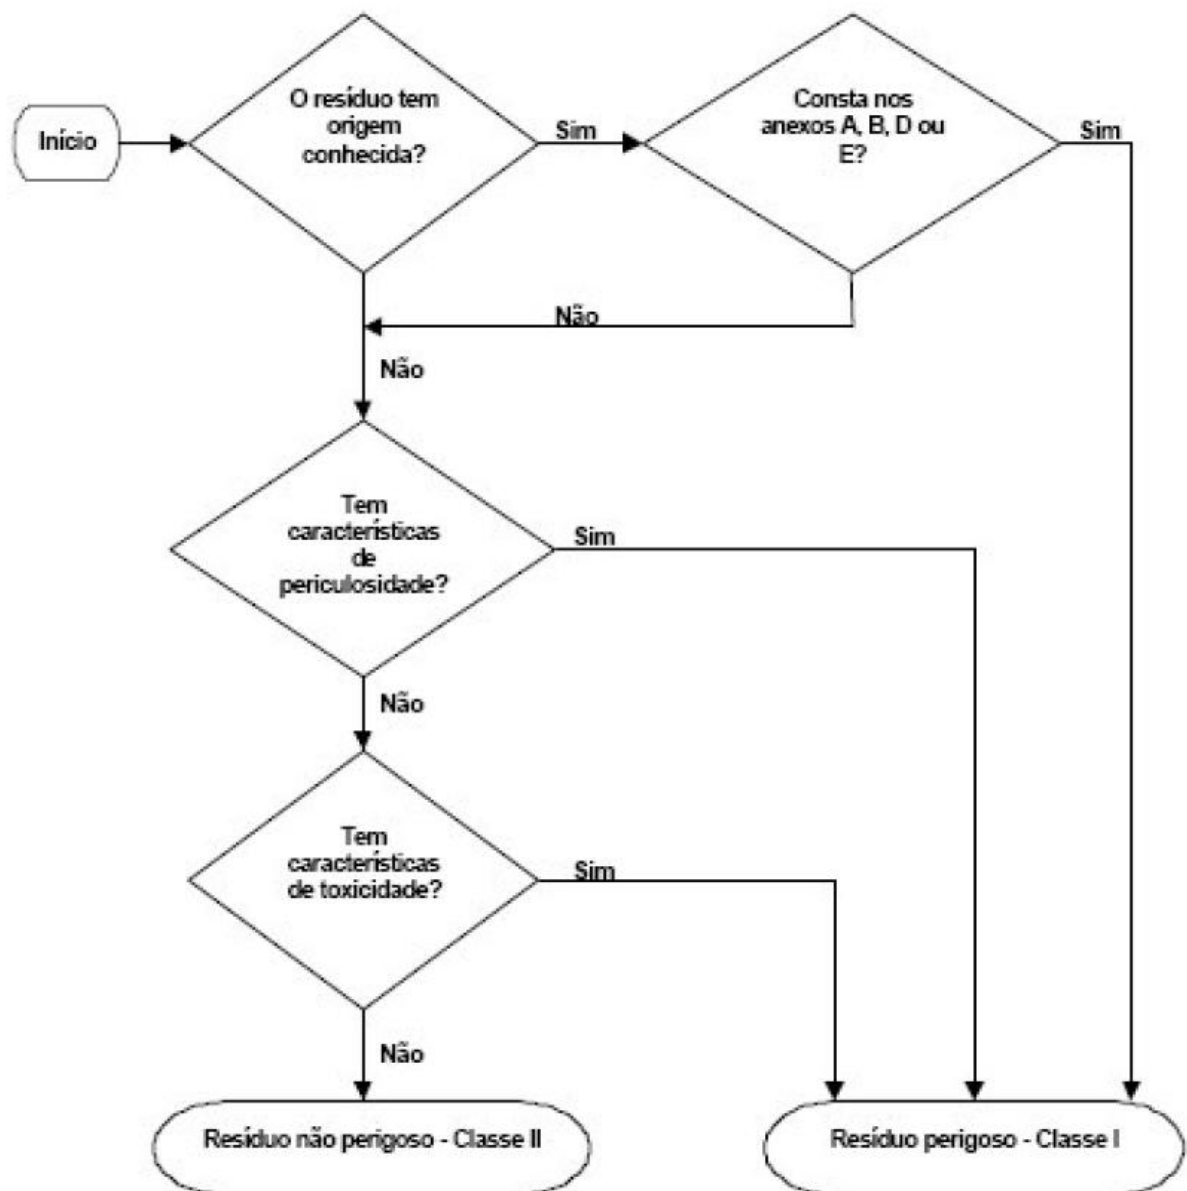 Início
O resíduo tem
origem
conhecida?
Sim
Consta nos
anexos A, B, D ou
E?
Sim
Não
Não
Tem
características
de
periculosidade?
Sim
Não
Tem
características
de toxicidade?
Sim
Não
Resíduo não perigoso - Classe II
Resíduo perigoso - Classe I